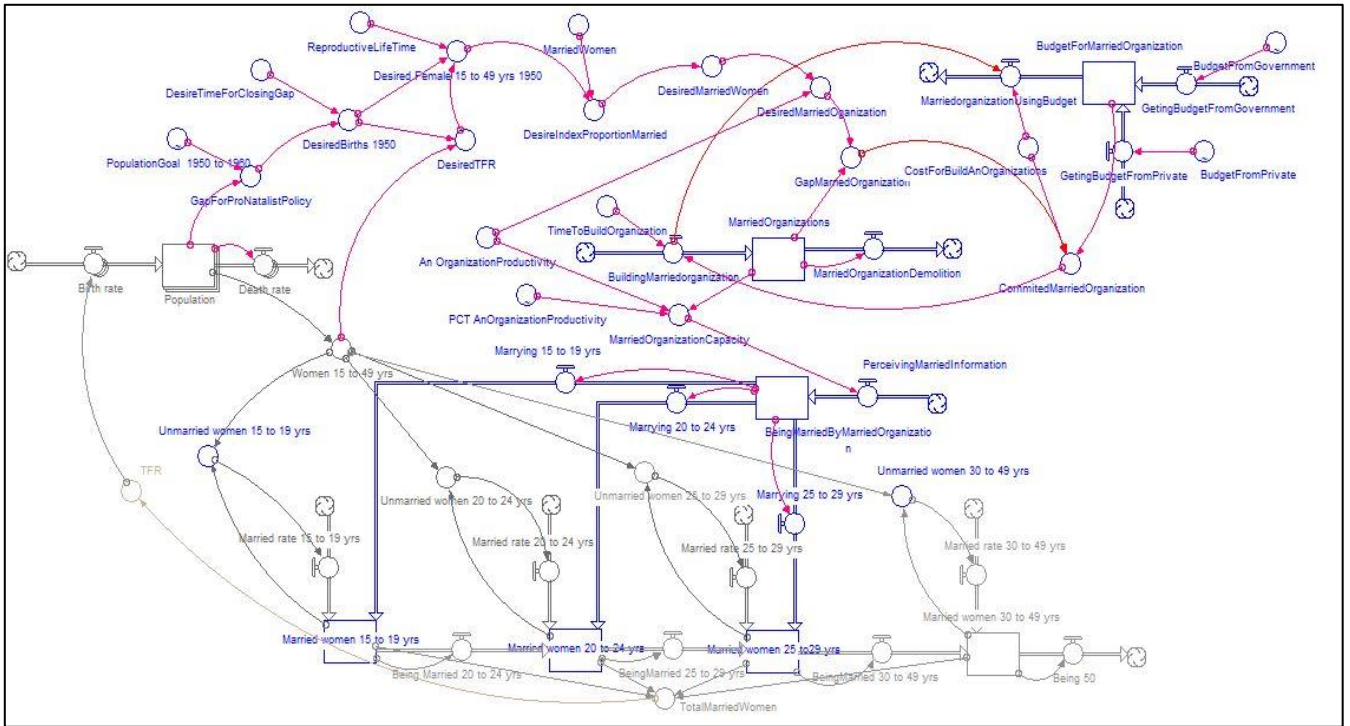 ReproductiveLifeTime
MarriedWomen
BudgetForMarriedOrganization
Desired Female 15 to 49 yrs 1950
BudgetFromGovernment
DesireTimeForClosingGap
DesiredMarriedWomen
MarriedorganizationUsingBudget
GetingBudgetFromGovernment
DesiredMarriedOganization
DesireIndexProportionMarried
PopulationGoal 1950 to 1960
DesiredBirths 1950
DesiredTFR
CostForBuildAnOrganizations
GapMarriedOrganization
GetingBudgetFromPrivate
BudgetFromPrivate
GapForProNatalistPolicy
TimeToBuildOrganization
MarriedOrganizations
An OrganizationProductivity
BuildingMarriedorganization
MarriedOrganizationDemolition
CommitedMarriedOrganization
Birth rate
Population
Death rate
PCT AnOrganizationProductivity
MarriedOrganizationCapacity
Marrying 15 to 19 yrs
PerceivingMarriedInformation
Women 15 to 49 yrs
Marrying 20 to 24 yrs
BeingMarriedByMarriedOrganizatio
n
Unmarried women 15 to 19 yrs
Unmarried women 30 to 49 yrs
TFR
Unmarried women 20 to 24 yrs
Unmarried women 25 to 29 yrs
Marrying 25 to 29 yrs
Married rate 15 to 19 yrs
Married rate 20 to 24 yrs
Married rate 25 to 29 yrs
Married rate 30 to 49 yrs
Married women 15 to 19 yrs
Married women 20 to 24 yrs
Married women 25 to29 yrs
Married women 30 to 49 yrs
Being Married 20 to 24 yrs
BeingMarried 25 to 29 yrs
BeingMarried 30 to 49 yrs
Being 50
TotalMarriedWomen